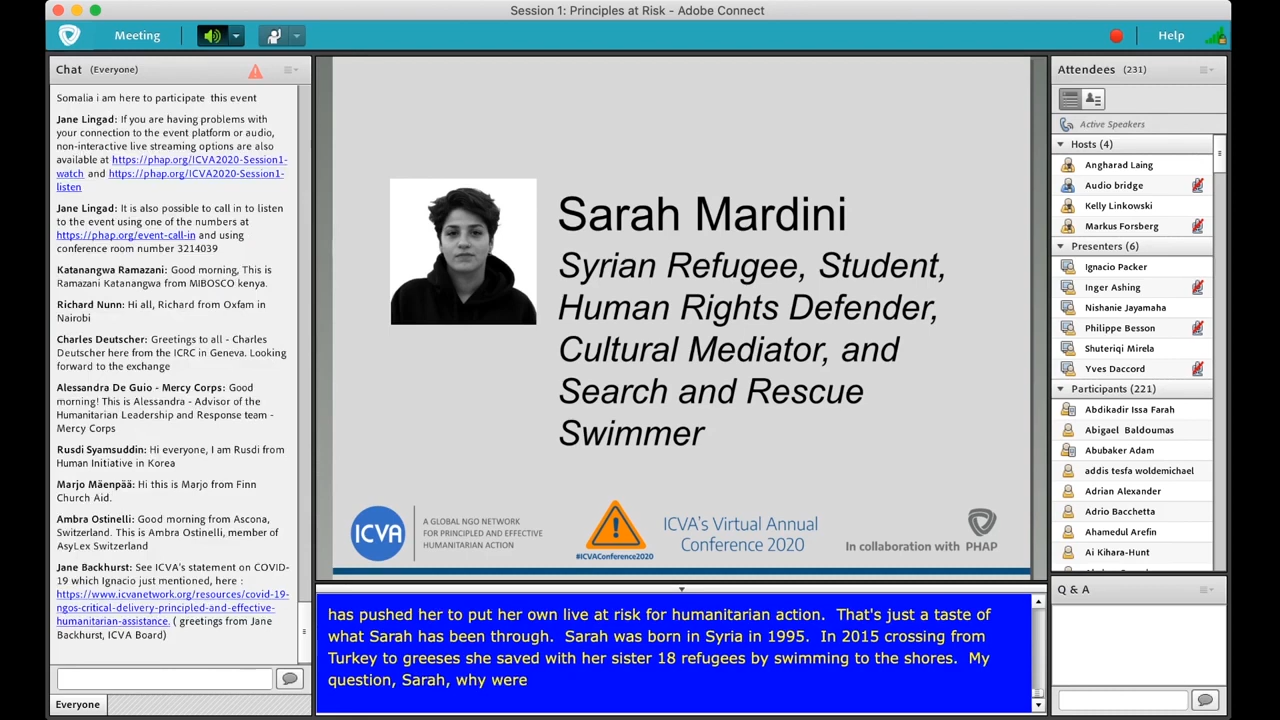 Session 1: Principles at Risk - Adobe Connect
Meeting
Help
Chat (Everyone)
Somalia i am here to participate this event
Jane Lingad: If you are having problems with
your connection to the event platform or audio,
non-interactive live streaming options are also
available at https://phap.org/ICVA2020-Session1-
watch and https://phap.org/ICVA2020-Session1-
listen
Jane Lingad: It is also possible to call in to listen
to the event using one of the numbers at
https://phap.org/event-call-in and using
conference room number 3214039
Katanangwa Ramazani: Good morning, This is
Ramazani Katanangwa from MIBOSCO kenya.
Richard Nunn: Hi all, Richard from Oxfam in
Nairobi
Charles Deutscher: Greetings to all - Charles
Deutscher here from the ICRC in Geneva. Looking
forward to the exchange
Alessandra De Guio - Mercy Corps: Good
morning! This is Alessandra - Advisor of the
Humanitarian Leadership and Response team -
Mercy Corps
Rusdi Syamsuddin: Hi everyone, I am Rusdi from
Human Initiative in Korea
Marjo Mäenpää: Hi this is Marjo from Finn
Church Aid.
Ambra Ostinelli: Good morning from Ascona,
Switzerland. This is Ambra Ostinelli, member of
AsyLex Switzerland
Jane Backhurst: See ICVA's statement on COVID-
19 which Ignacio just mentioned, here :
https://www.icvanetwork.org/resources/covid-19-
ngos-critical-delivery-principled-and-effective-
humanitarian-assistance. ( greetings from Jane
Backhurst, ICVA Board)
Everyone
Sarah Mardini
Syrian Refugee, Student,
Human Rights Defender,
Cultural Mediator, and
Search and Rescue
Swimmer
ICVA
A GLOBAL NGO NETWORK
FOR PRINCIPLED AND EFFECTIVE
HUMANITARIAN ACTION
#ICVAConference2020
ICVA's Virtual Annual
Conference 2020
In collaboration with PHAP
has pushed her to put her own live at risk for humanitarian action. That's just a taste of
what Sarah has been through. Sarah was born in Syria in 1995. In 2015 crossing from
Turkey to greeses she saved with her sister 18 refugees by swimming to the shores. My
question, Sarah, why were
Attendees (231)
Active Speakers
Hosts (4)
Angharad Laing
Audio bridge
Kelly Linkowski
Markus Forsberg
Presenters (6)
Ignacio Packer
Inger Ashing
Nishanie Jayamaha
Philippe Besson
Shuteriqi Mirela
Yves Daccord
Participants (221)
Abdikadir Issa Farah
Abigael Baldoumas
Abubaker Adam
addis tesfa woldemichael
Adrian Alexander
Adrio Bacchetta
Ahamedul Arefin
Ai Kihara-Hunt
Q & A